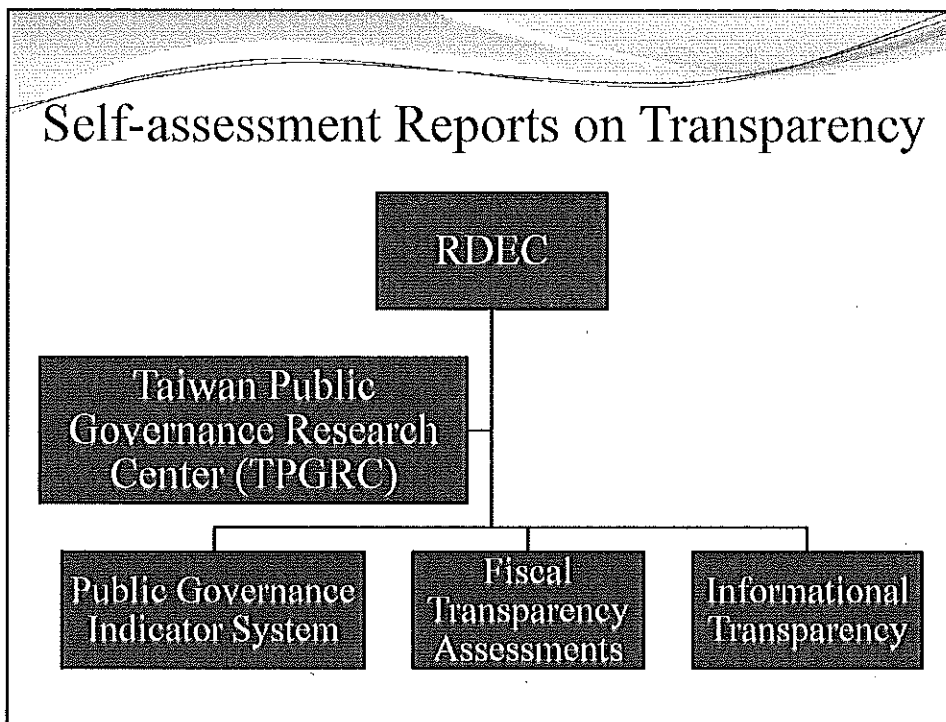 Self-assessment Reports on Transparency
RDEC
Taiwan Public
Governance Research
Center (TPGRC)
Public Governance
Indicator System
Fiscal
Transparency
Assessments
Informational
Transparency